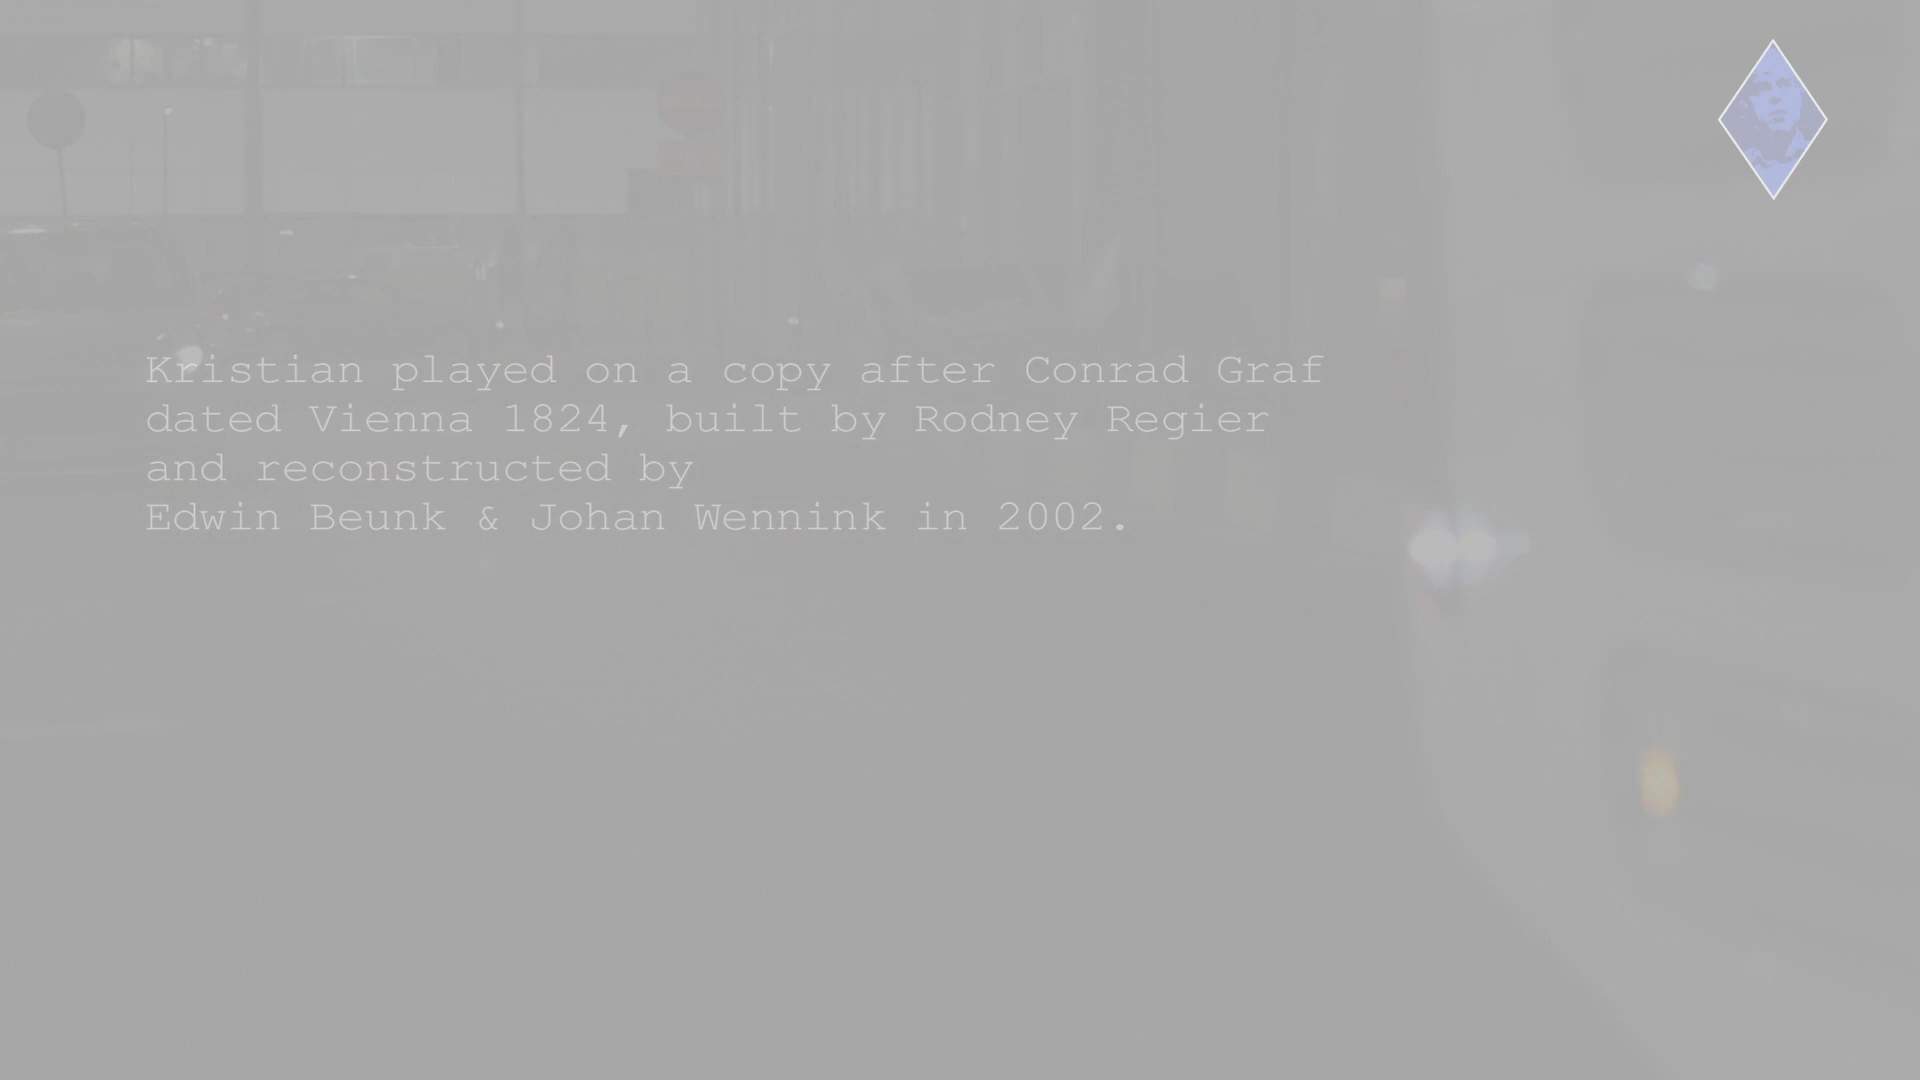 Kristian played on a copy after Conrad Graf
dated Vienna 1824, built by Rodney Regier
and reconstructed by
Edwin Beunk & Johan Wennink in 2002.